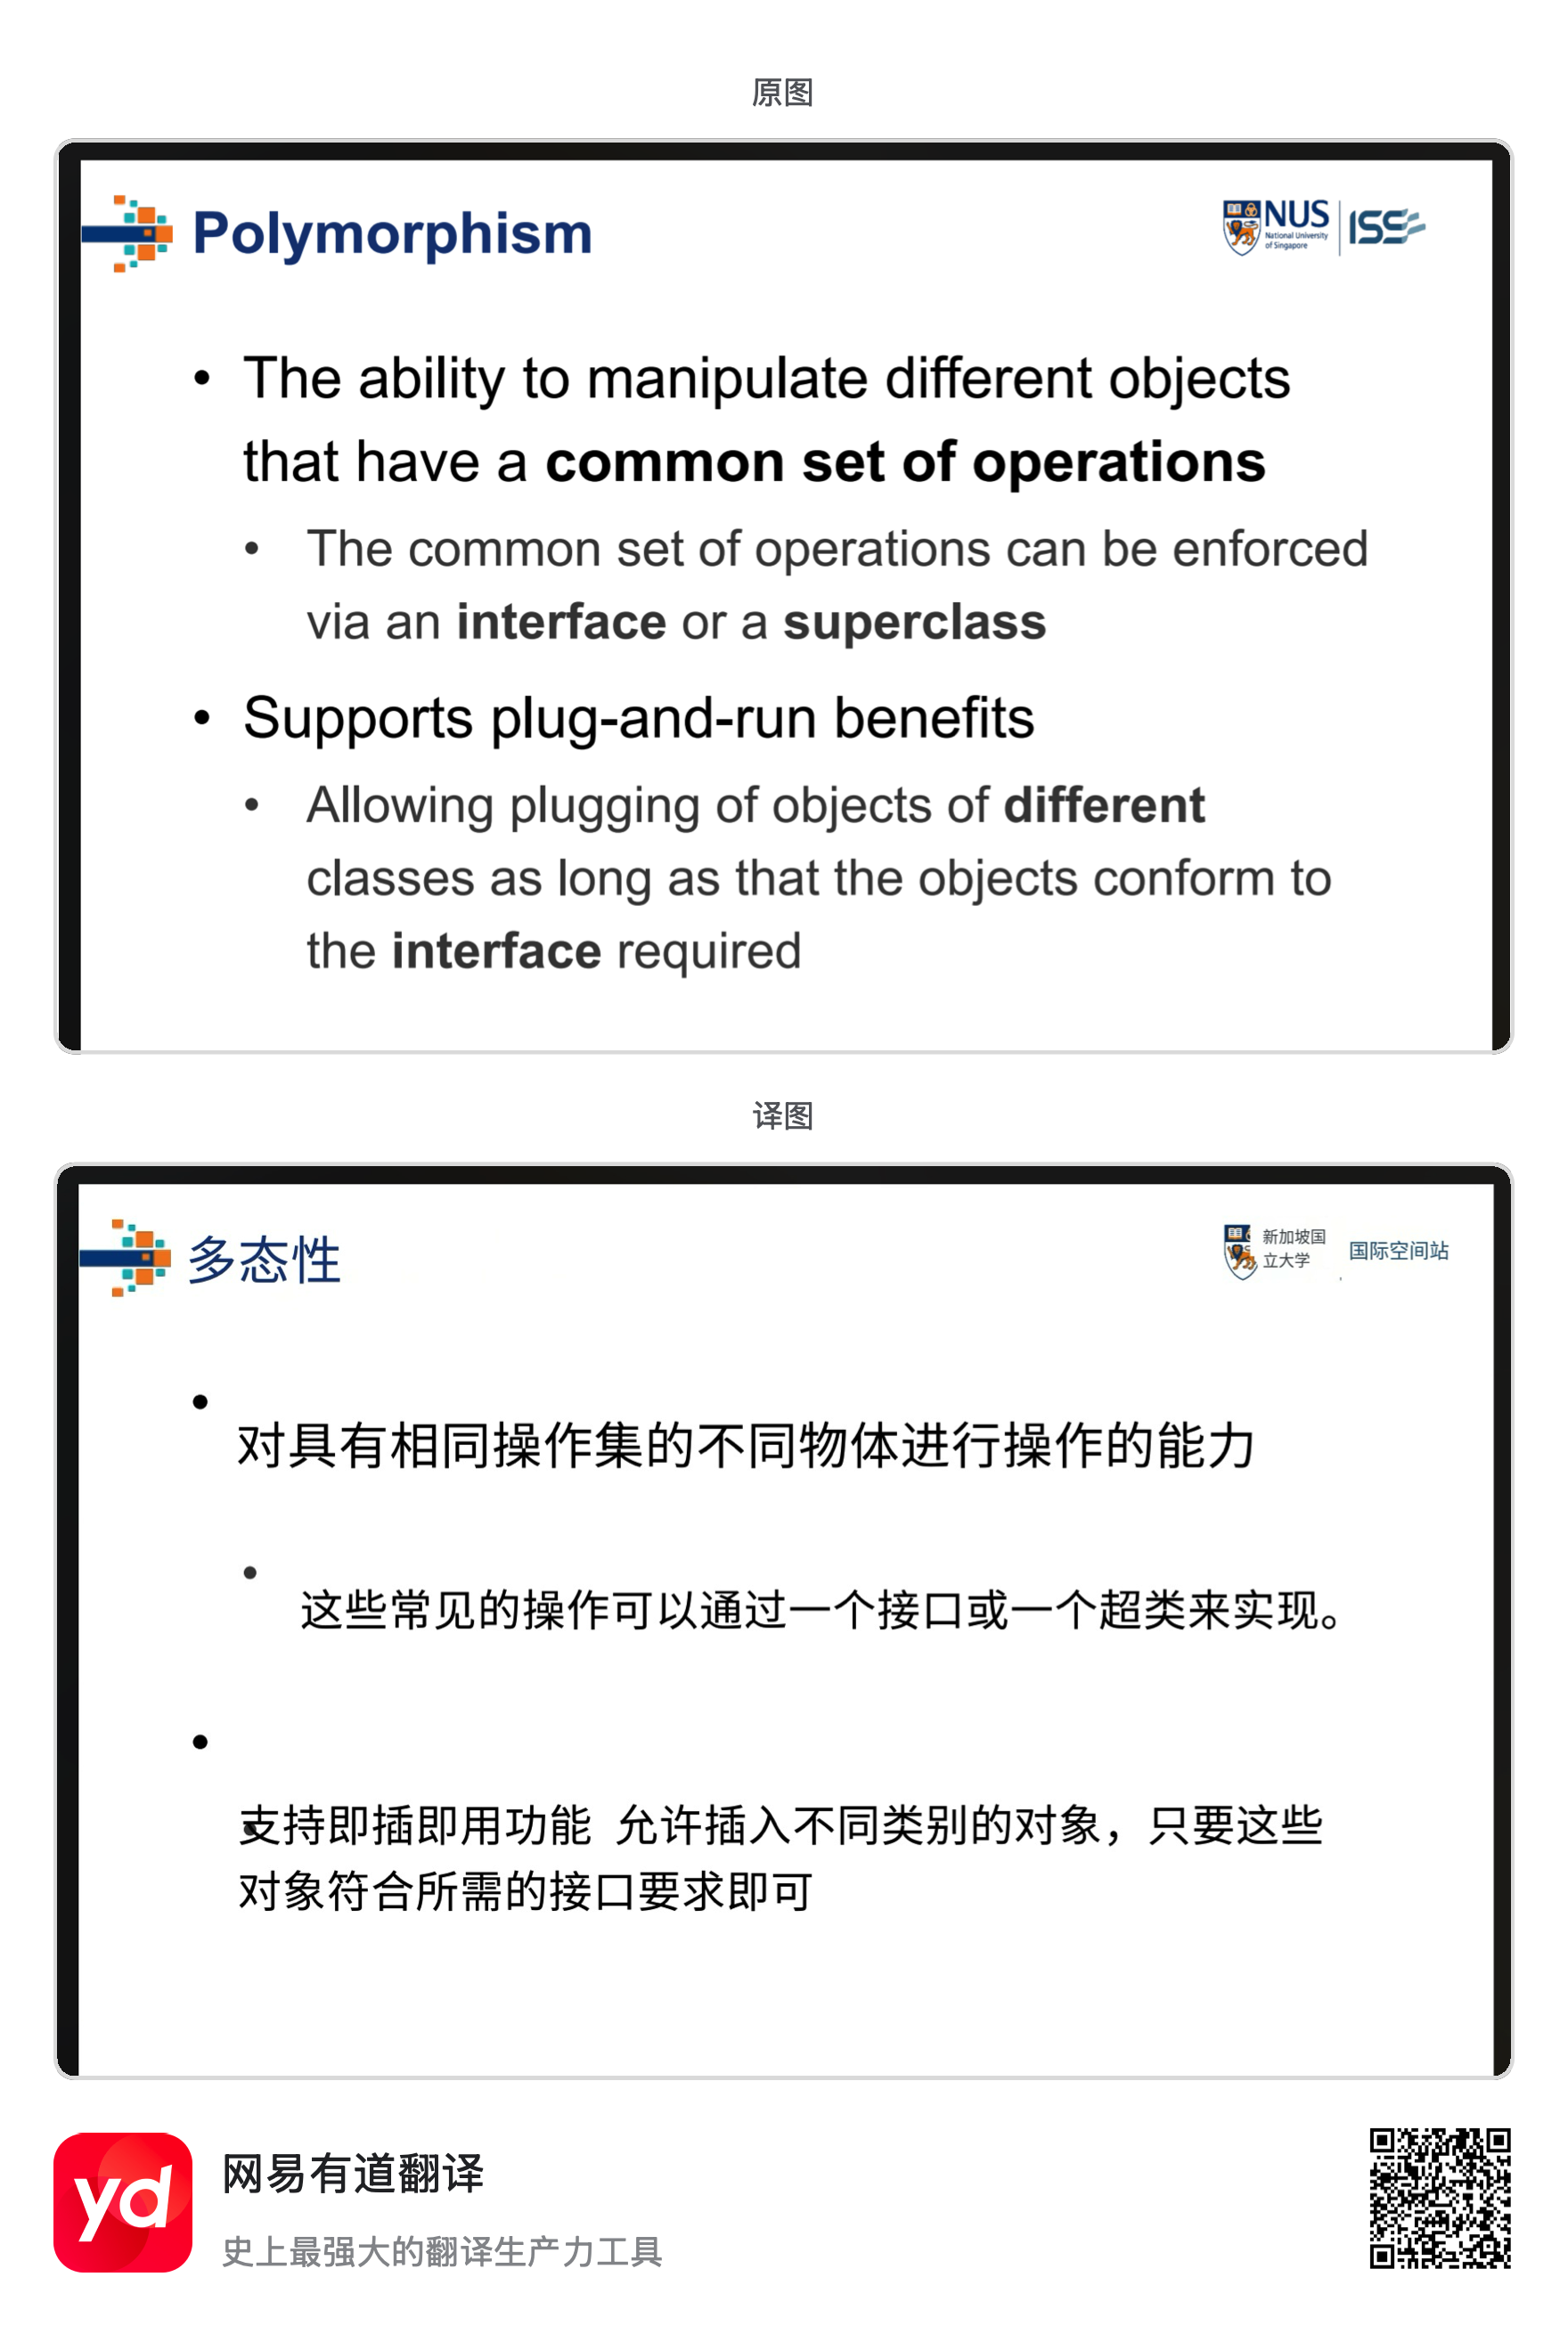 原图
Polymorphism
NUS
National University
of Singapore
ISS
• The ability to manipulate different objects
that have a common set of operations
• The common set of operations can be enforced
via an interface or a superclass
• Supports plug-and-run benefits
• Allowing plugging of objects of different
classes as long as that the objects conform to
the interface required
译图
多态性
新加坡国
立大学
国际空间站
• 对具有相同操作集的不同物体进行操作的能力
• 这些常见的操作可以通过一个接口或一个超类来实现。
• 支持即插即用功能 允许插入不同类别的对象，只要这些
对象符合所需的接口要求即可
yd
网易有道翻译
史上最强大的翻译生产力工具